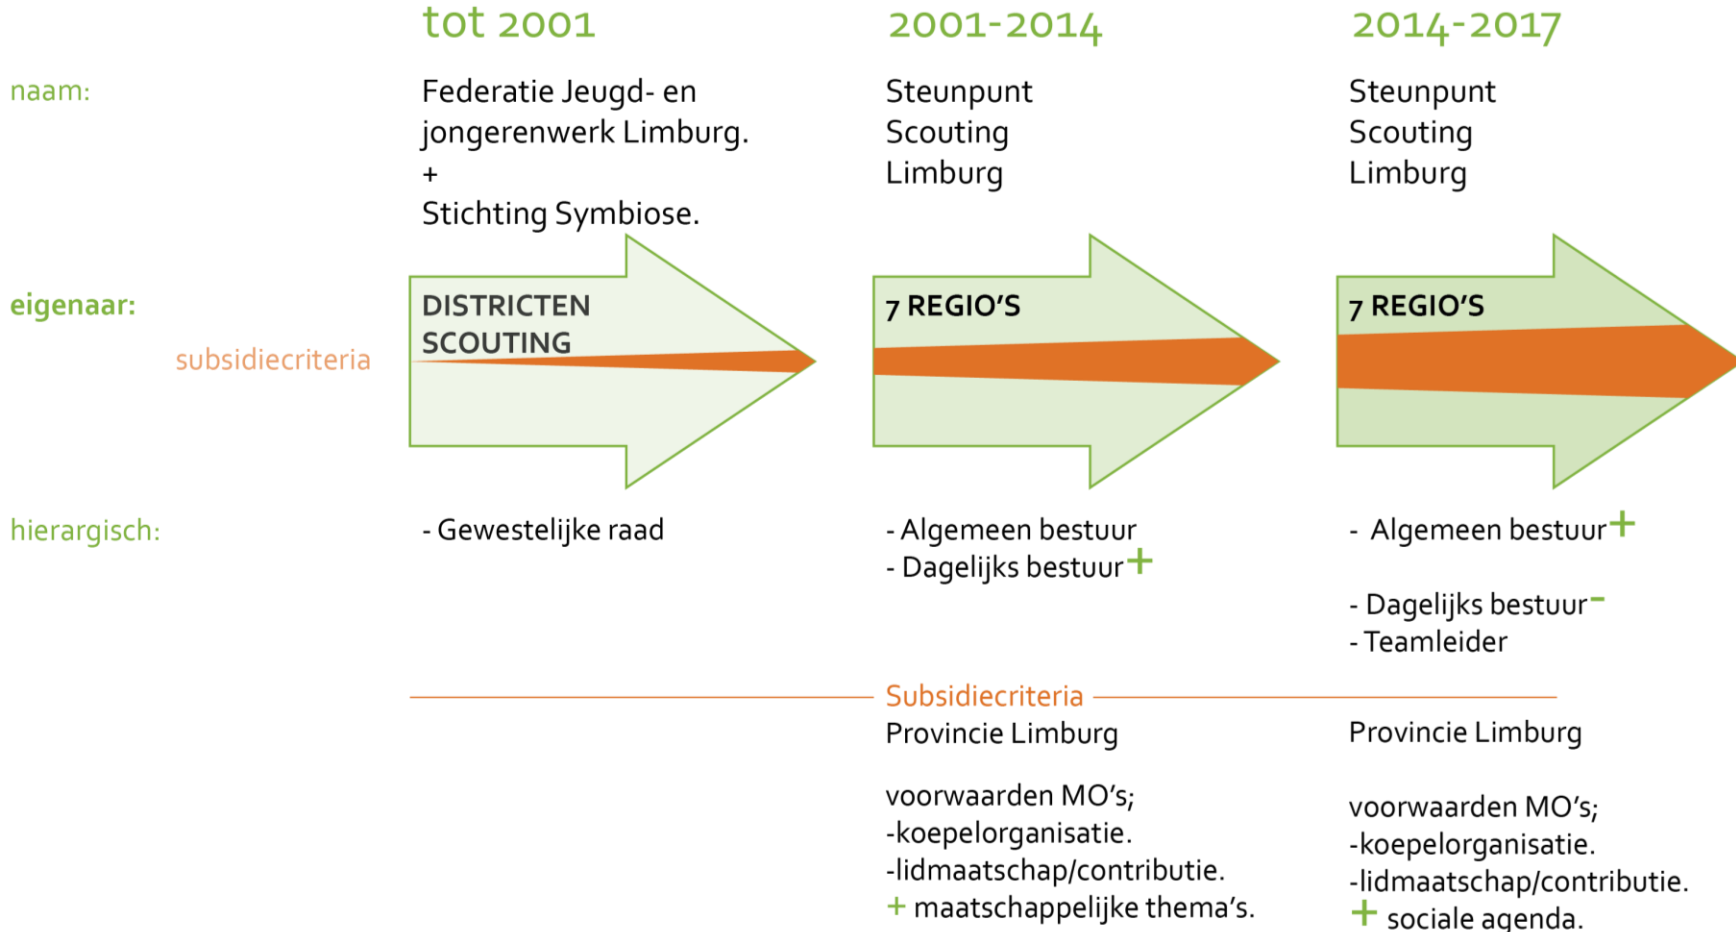 tot 2001
2001-2014
2014-2017
naam:
Federatie Jeugd- en
jongerenwerk Limburg.
+
Stichting Symbiose.
Steunpunt
Scouting
Limburg
Steunpunt
Scouting
Limburg
eigenaar:
subsidiecriteria
DISTRICTEN
SCOUTING
7 REGIO'S
7 REGIO'S
hierargisch:
- Gewestelijke raad
- Algemeen bestuur
- Dagelijks bestuur +
- Algemeen bestuur +
- Dagelijks bestuur -
- Teamleider
Subsidiecriteria
Provincie Limburg
voorwaarden MO's;
-koepelorganisatie.
-lidmaatschap/contributie.
+ maatschappelijke thema's.
Provincie Limburg
voorwaarden MO's;
-koepelorganisatie.
-lidmaatschap/contributie.
+ sociale agenda.